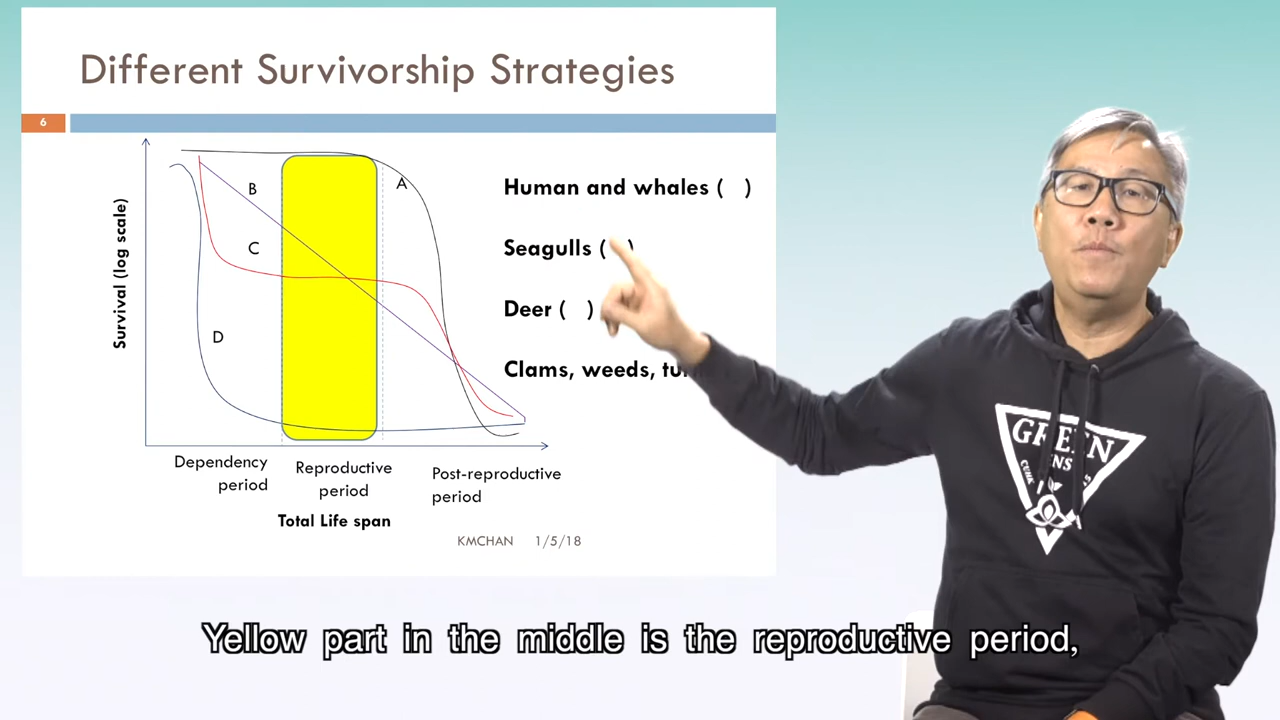 Different Survivorship Strategies
6
A
B
Human and whales ( )
C
Seagulls ( )
Survival (log scale)
D
Deer ( )
Clams, weeds,
Dependency
period
Reproductive
period
Post-reproductive
period
Total Life span
KMCHAN 1/5/18
GREEN
Yellow part in the middle is the reproductive period,